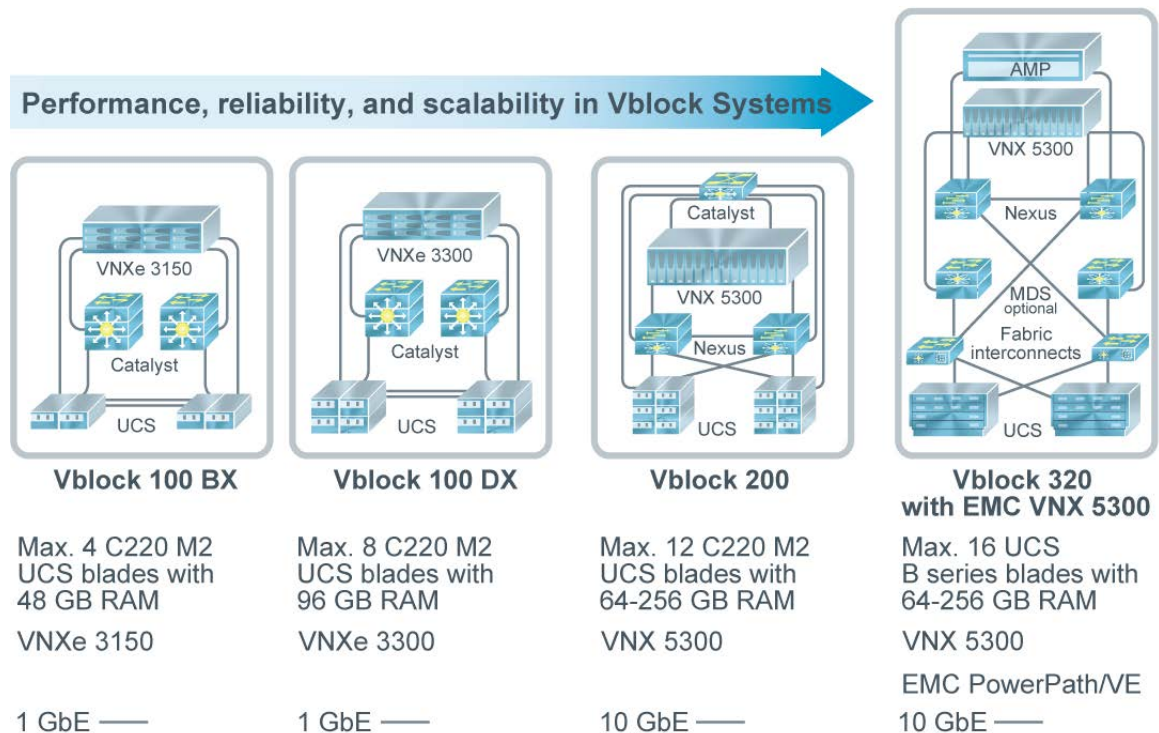 Performance, reliability, and scalability in Vblock Systems
VNXe 3150
Catalyst
UCS
Vblock 100 BX
Max. 4 C220 M2
UCS blades with
48 GB RAM
VNXe 3150
1 GbE
VNXe 3300
Catalyst
UCS
Vblock 100 DX
Max. 8 C220 M2
UCS blades with
96 GB RAM
VNXe 3300
1 GbE
Catalyst
VNX 5300
Nexus
UCS
Vblock 200
Max. 12 C220 M2
UCS blades with
64-256 GB RAM
VNX 5300
10 GbE
AMP
VNX 5300
Nexus
MDS
optional
Fabric
interconnects
UCS
Vblock 320
with EMC VNX 5300
Max. 16 UCS
B series blades with
64-256 GB RAM
VNX 5300
EMC PowerPath/VE
10 GbE